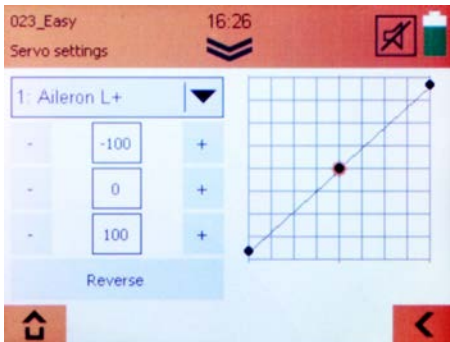 023_Easy 16:26
Servo settings
1: Aileron L+
- -100 +
- 0 +
- 100 +
Reverse